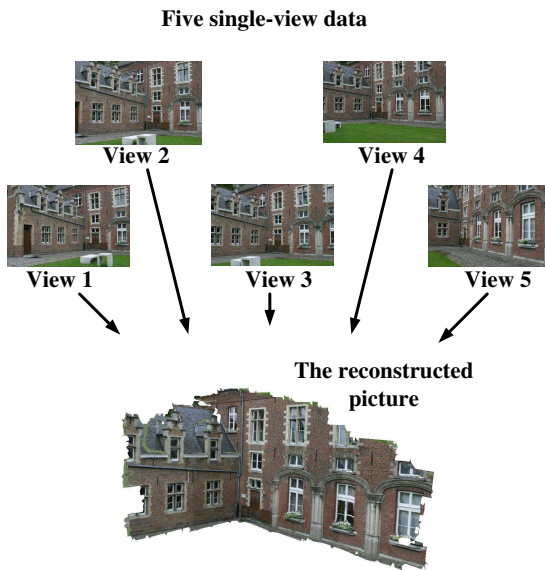 Five single-view data
View 2
View 4
View 1
View 3
View 5
The reconstructed
picture